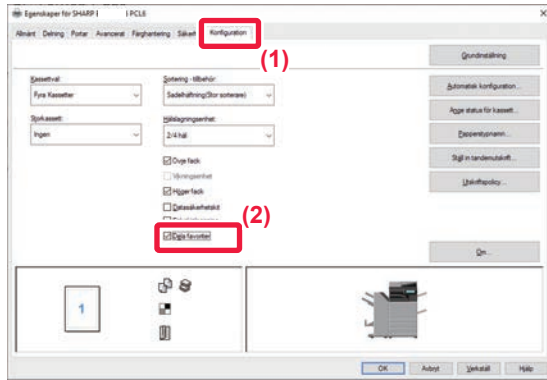 Egenskaper för SHARP PCL6
Allmänt Delning Portar Avancerat Färghantering Säkerhet Konfiguration
(1)
Grundinställning
Kassettval:
Fyra Kassetter
Sortering - tillbehör:
Sadelhäftning(Stor sorterare)
Automatisk konfiguration...
Ange status för kassett...
Storkassett:
Ingen
Hålslagningsenhet:
2/4 hål
Papperstypnamn...
Ställ in tandemutskrift...
Utskriftspolicy...
Övre fack
Vikningsenhet
Höger fack
Datasäkerhetskit
(2)
Dela favoriter
Om...
1
OK Avbryt Verkställ Hjälp